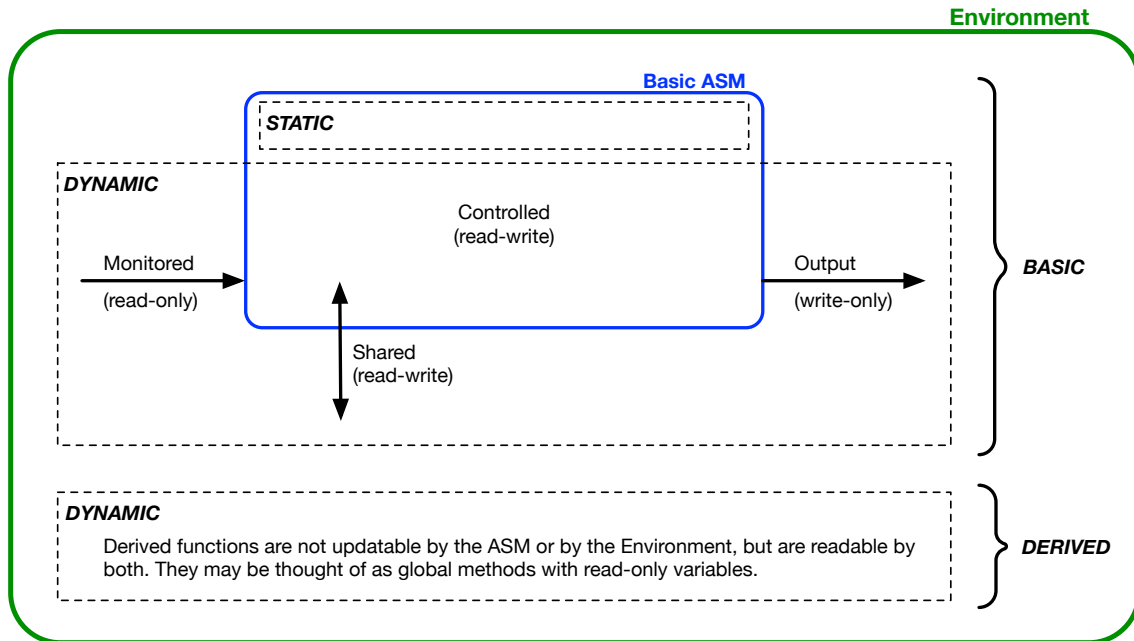 Environment
Basic ASM
STATIC
DYNAMIC
Controlled
(read-write)
Monitored
(read-only)
Output
(write-only)
BASIC
Shared
(read-write)
DYNAMIC
Derived functions are not updatable by the ASM or by the Environment, but are readable by
both. They may be thought of as global methods with read-only variables.
DERIVED